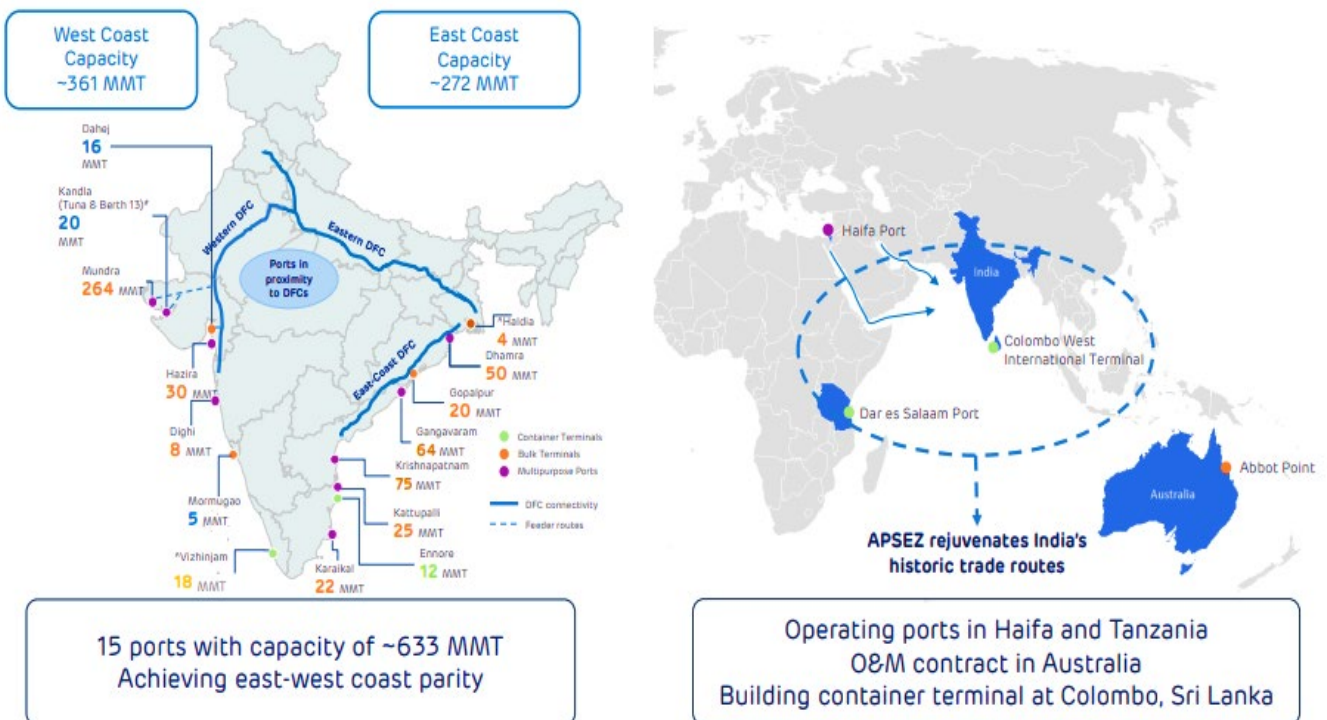 West Coast
Capacity
~361 MMT
East Coast
Capacity
~272 MMT
Dahej
16
MMT
Kandla
(Tuna & Berth 13)#
20
MMT
Mundra
264 MMT
Hazira
30 MMT
Dighi
8 MMT
Mormugao
5 MMT
*Vizhinjam
18 MMT
Western DFC
Eastern DFC
Ports in
proximity
to DFCs
East-Coast DFC
*Haldia
4 MMT
Dhamra
50 MMT
Gopalpur
20 MMT
Gangavaram
64 MMT
Krishnapatnam
75 MMT
Kattupalli
25 MMT
Ennore
12 MMT
Karaikal
22 MMT
Container Terminals
Bulk Terminals
Multipurpose Ports
DFC connectivity
Feeder routes
15 ports with capacity of ~633 MMT
Achieving east-west coast parity
Haifa Port
India
Colombo West
International Terminal
Dar es Salaam Port
Abbot Point
Australia
APSEZ rejuvenates India's
historic trade routes
Operating ports in Haifa and Tanzania
O&M contract in Australia
Building container terminal at Colombo, Sri Lanka